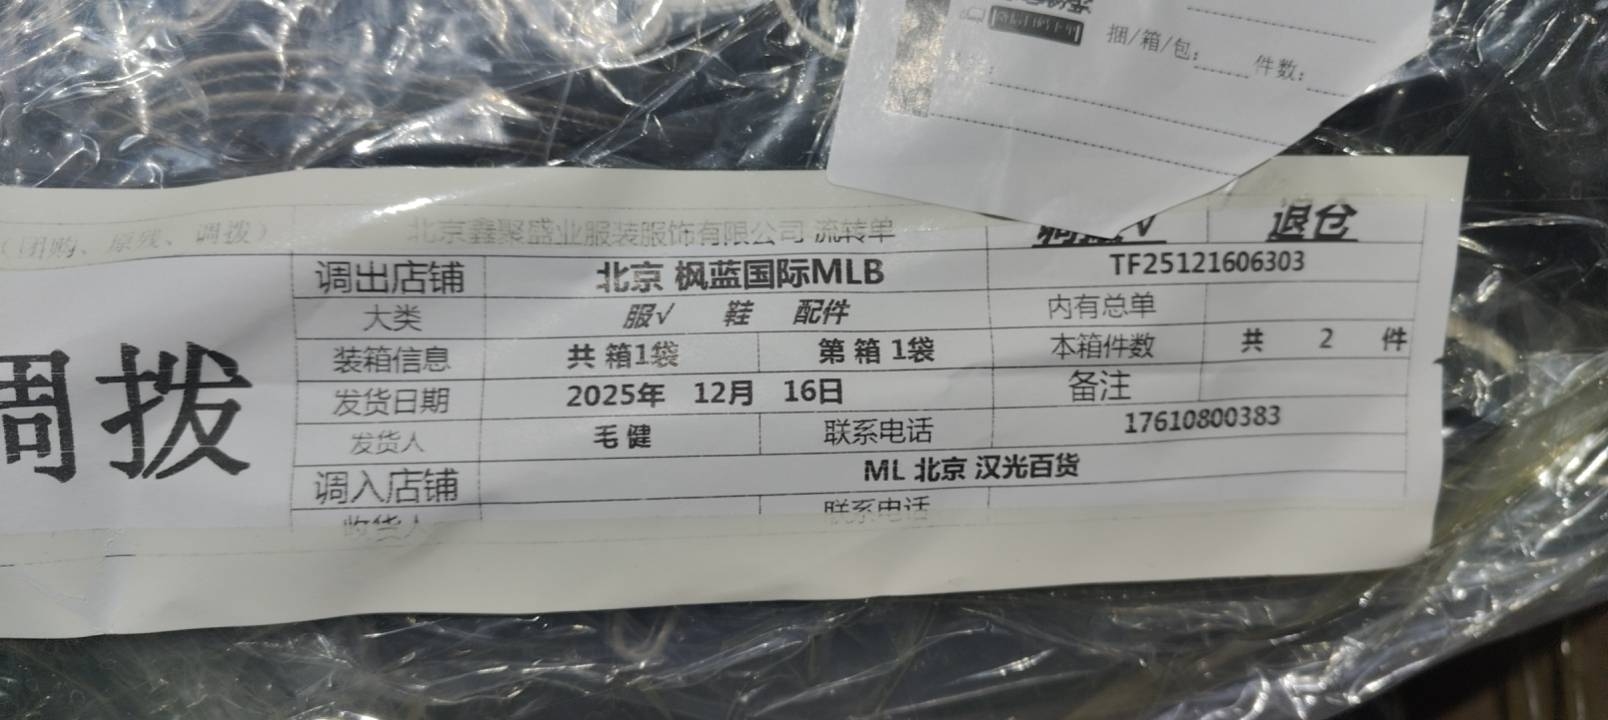 捆/箱/包: 件数:
(团购、原残、调拨) 北京鑫聚盛业服装服饰有限公司 流转单 √ 退仓
调出店铺 北京 枫蓝国际MLB TF25121606303
大类 服√ 鞋 配件 内有总单
装箱信息 共 箱1袋 第 箱 1袋 本箱件数 共 2 件
调拨
发货日期 2025年 12月 16日 备注
发货人 毛健 联系电话 17610800383
调入店铺 ML 北京 汉光百货
收货人 联系电话